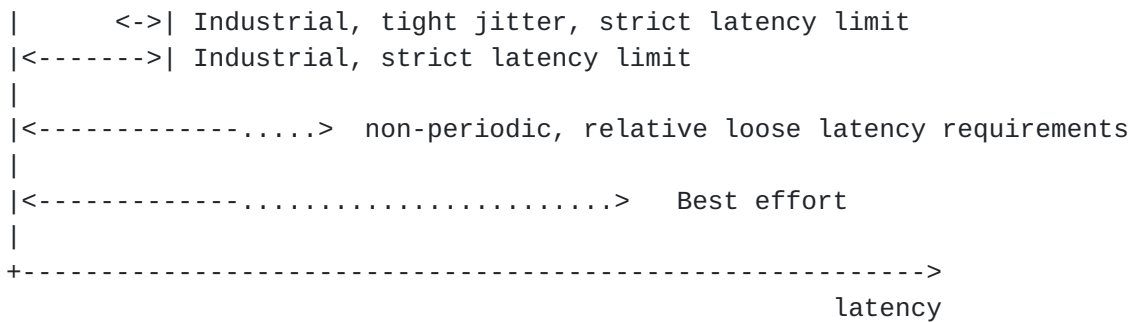 |      <->| Industrial, tight jitter, strict latency limit
|<------->| Industrial, strict latency limit
|
|<-------------.....>  non-periodic, relative loose latency requirements
|
|<-------------........................>   Best effort
|
+---------------------------------------------------------->
                                                     latency